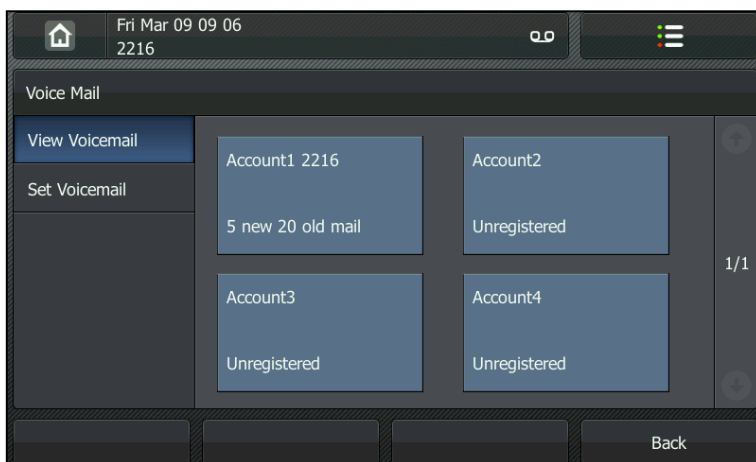 Fri Mar 09 09 06
2216
Voice Mail
View Voicemail
Set Voicemail
Account1 2216
5 new 20 old mail
Account2
Unregistered
Account3
Unregistered
Account4
Unregistered
1/1
Back